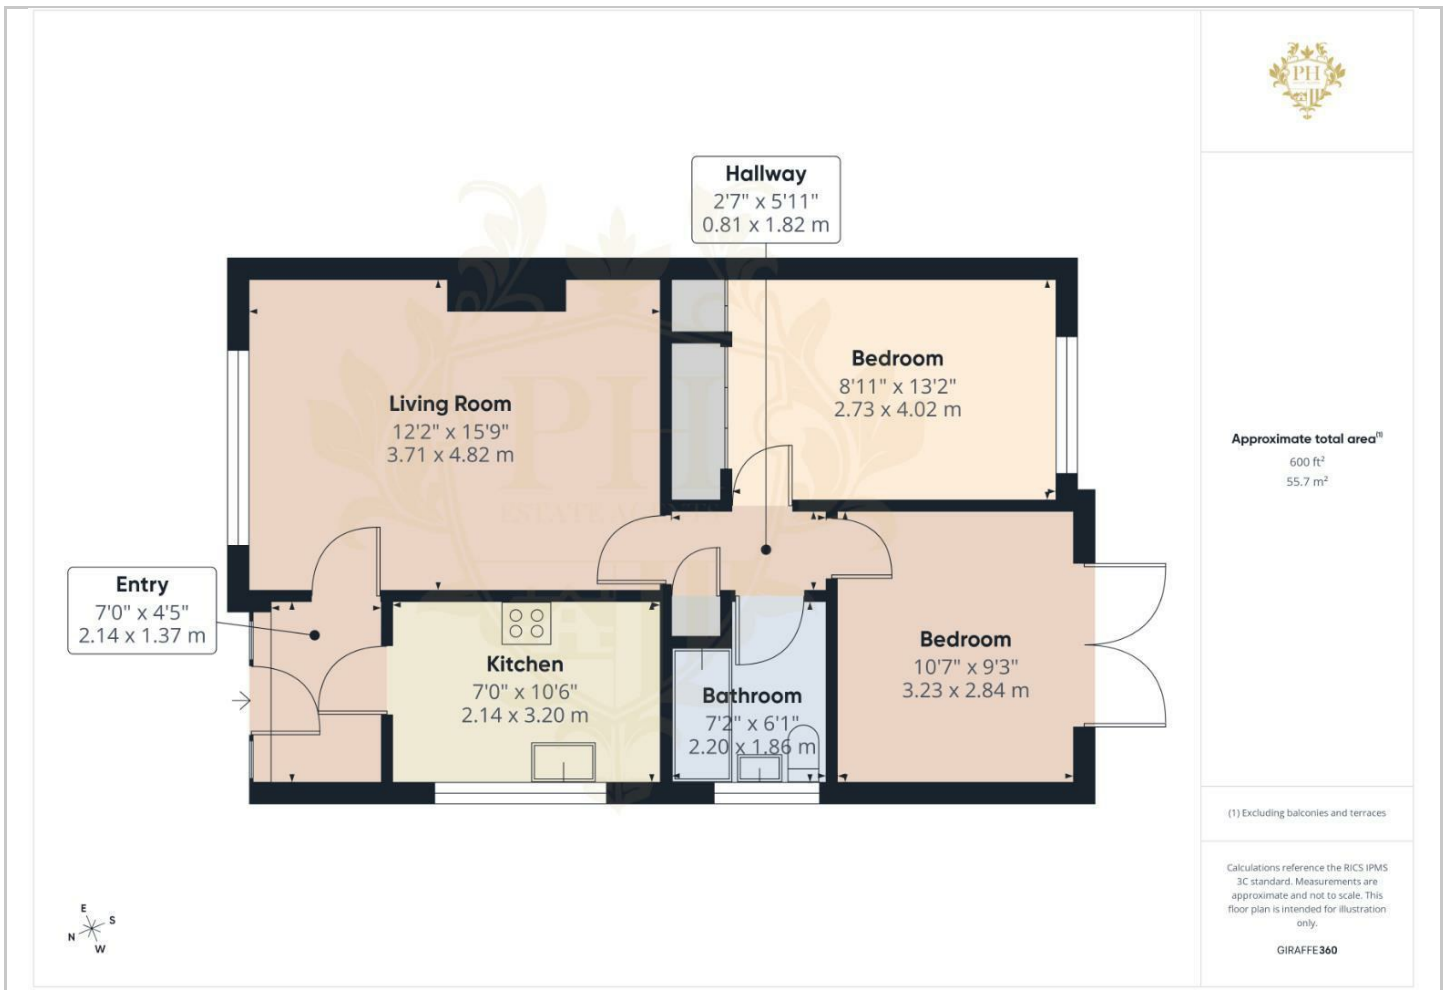 PH
Hallway
2'7" x 5'11"
0.81 x 1.82 m
Bedroom
8'11" x 13'2"
2.73 x 4.02 m
Living Room
12'2" x 15'9"
3.71 x 4.82 m
PH
ESTATE AGENTS
Entry
7'0" x 4'5"
2.14 x 1.37 m
Kitchen
7'0" x 10'6"
2.14 x 3.20 m
Bathroom
7'2" x 6'1"
2.20 x 1.86 m
Bedroom
10'7" x 9'3"
3.23 x 2.84 m
E
S
N
W
Approximate total area(1)
600 ft²
55.7 m²
(1) Excluding balconies and terraces
Calculations reference the RICS IPMS
3C standard. Measurements are
approximate and not to scale. This
floor plan is intended for illustration
only.
GIRAFFE360